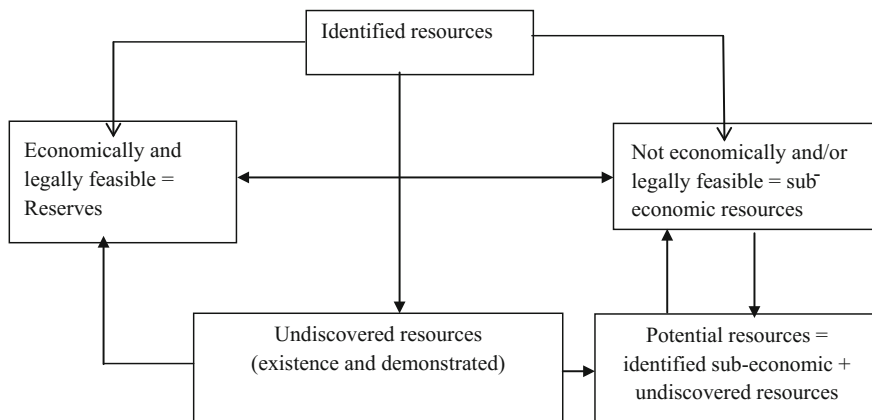 Identified resources
Economically and
legally feasible =
Reserves
Not economically and/or
legally feasible = sub-
economic resources
Undiscovered resources
(existence and demonstrated)
Potential resources =
identified sub-economic +
undiscovered resources